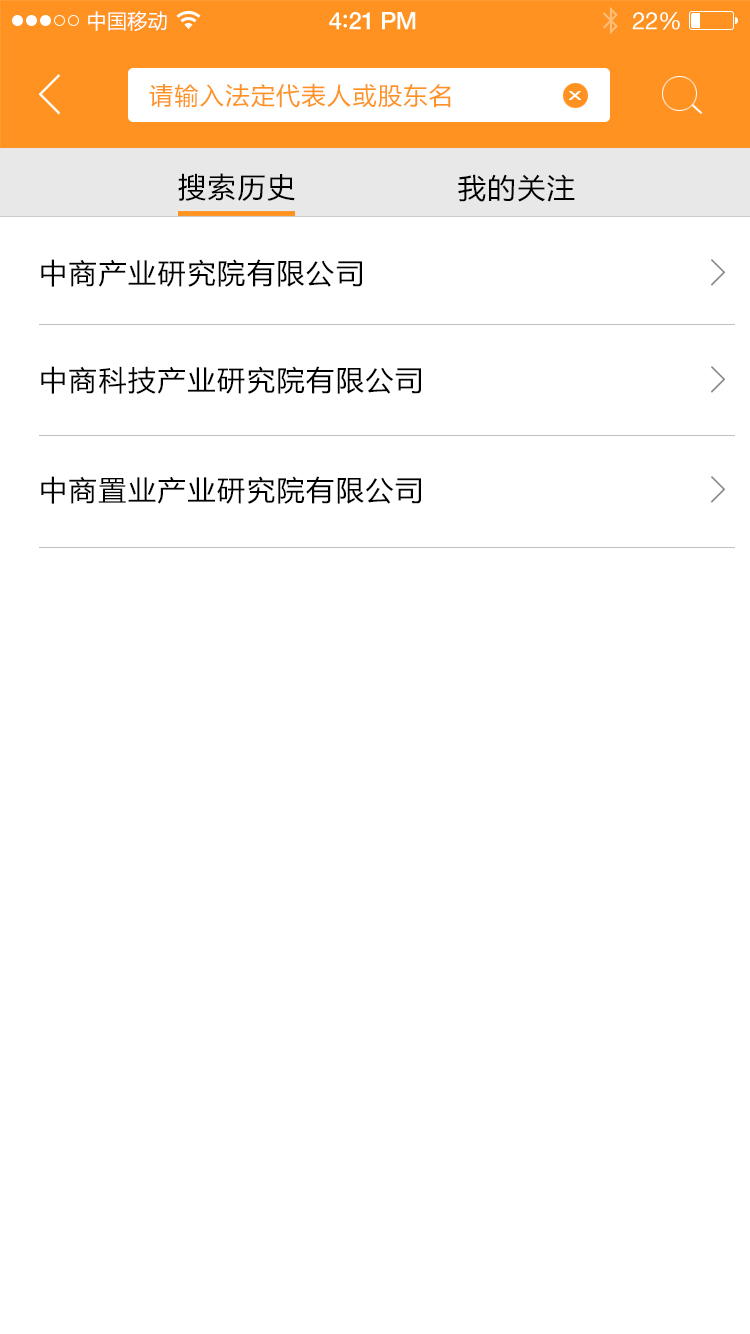 中国移动 4:21 PM 22%
请输入法定代表人或股东名
搜索历史 我的关注
中商产业研究院有限公司
中商科技产业研究院有限公司
中商置业产业研究院有限公司